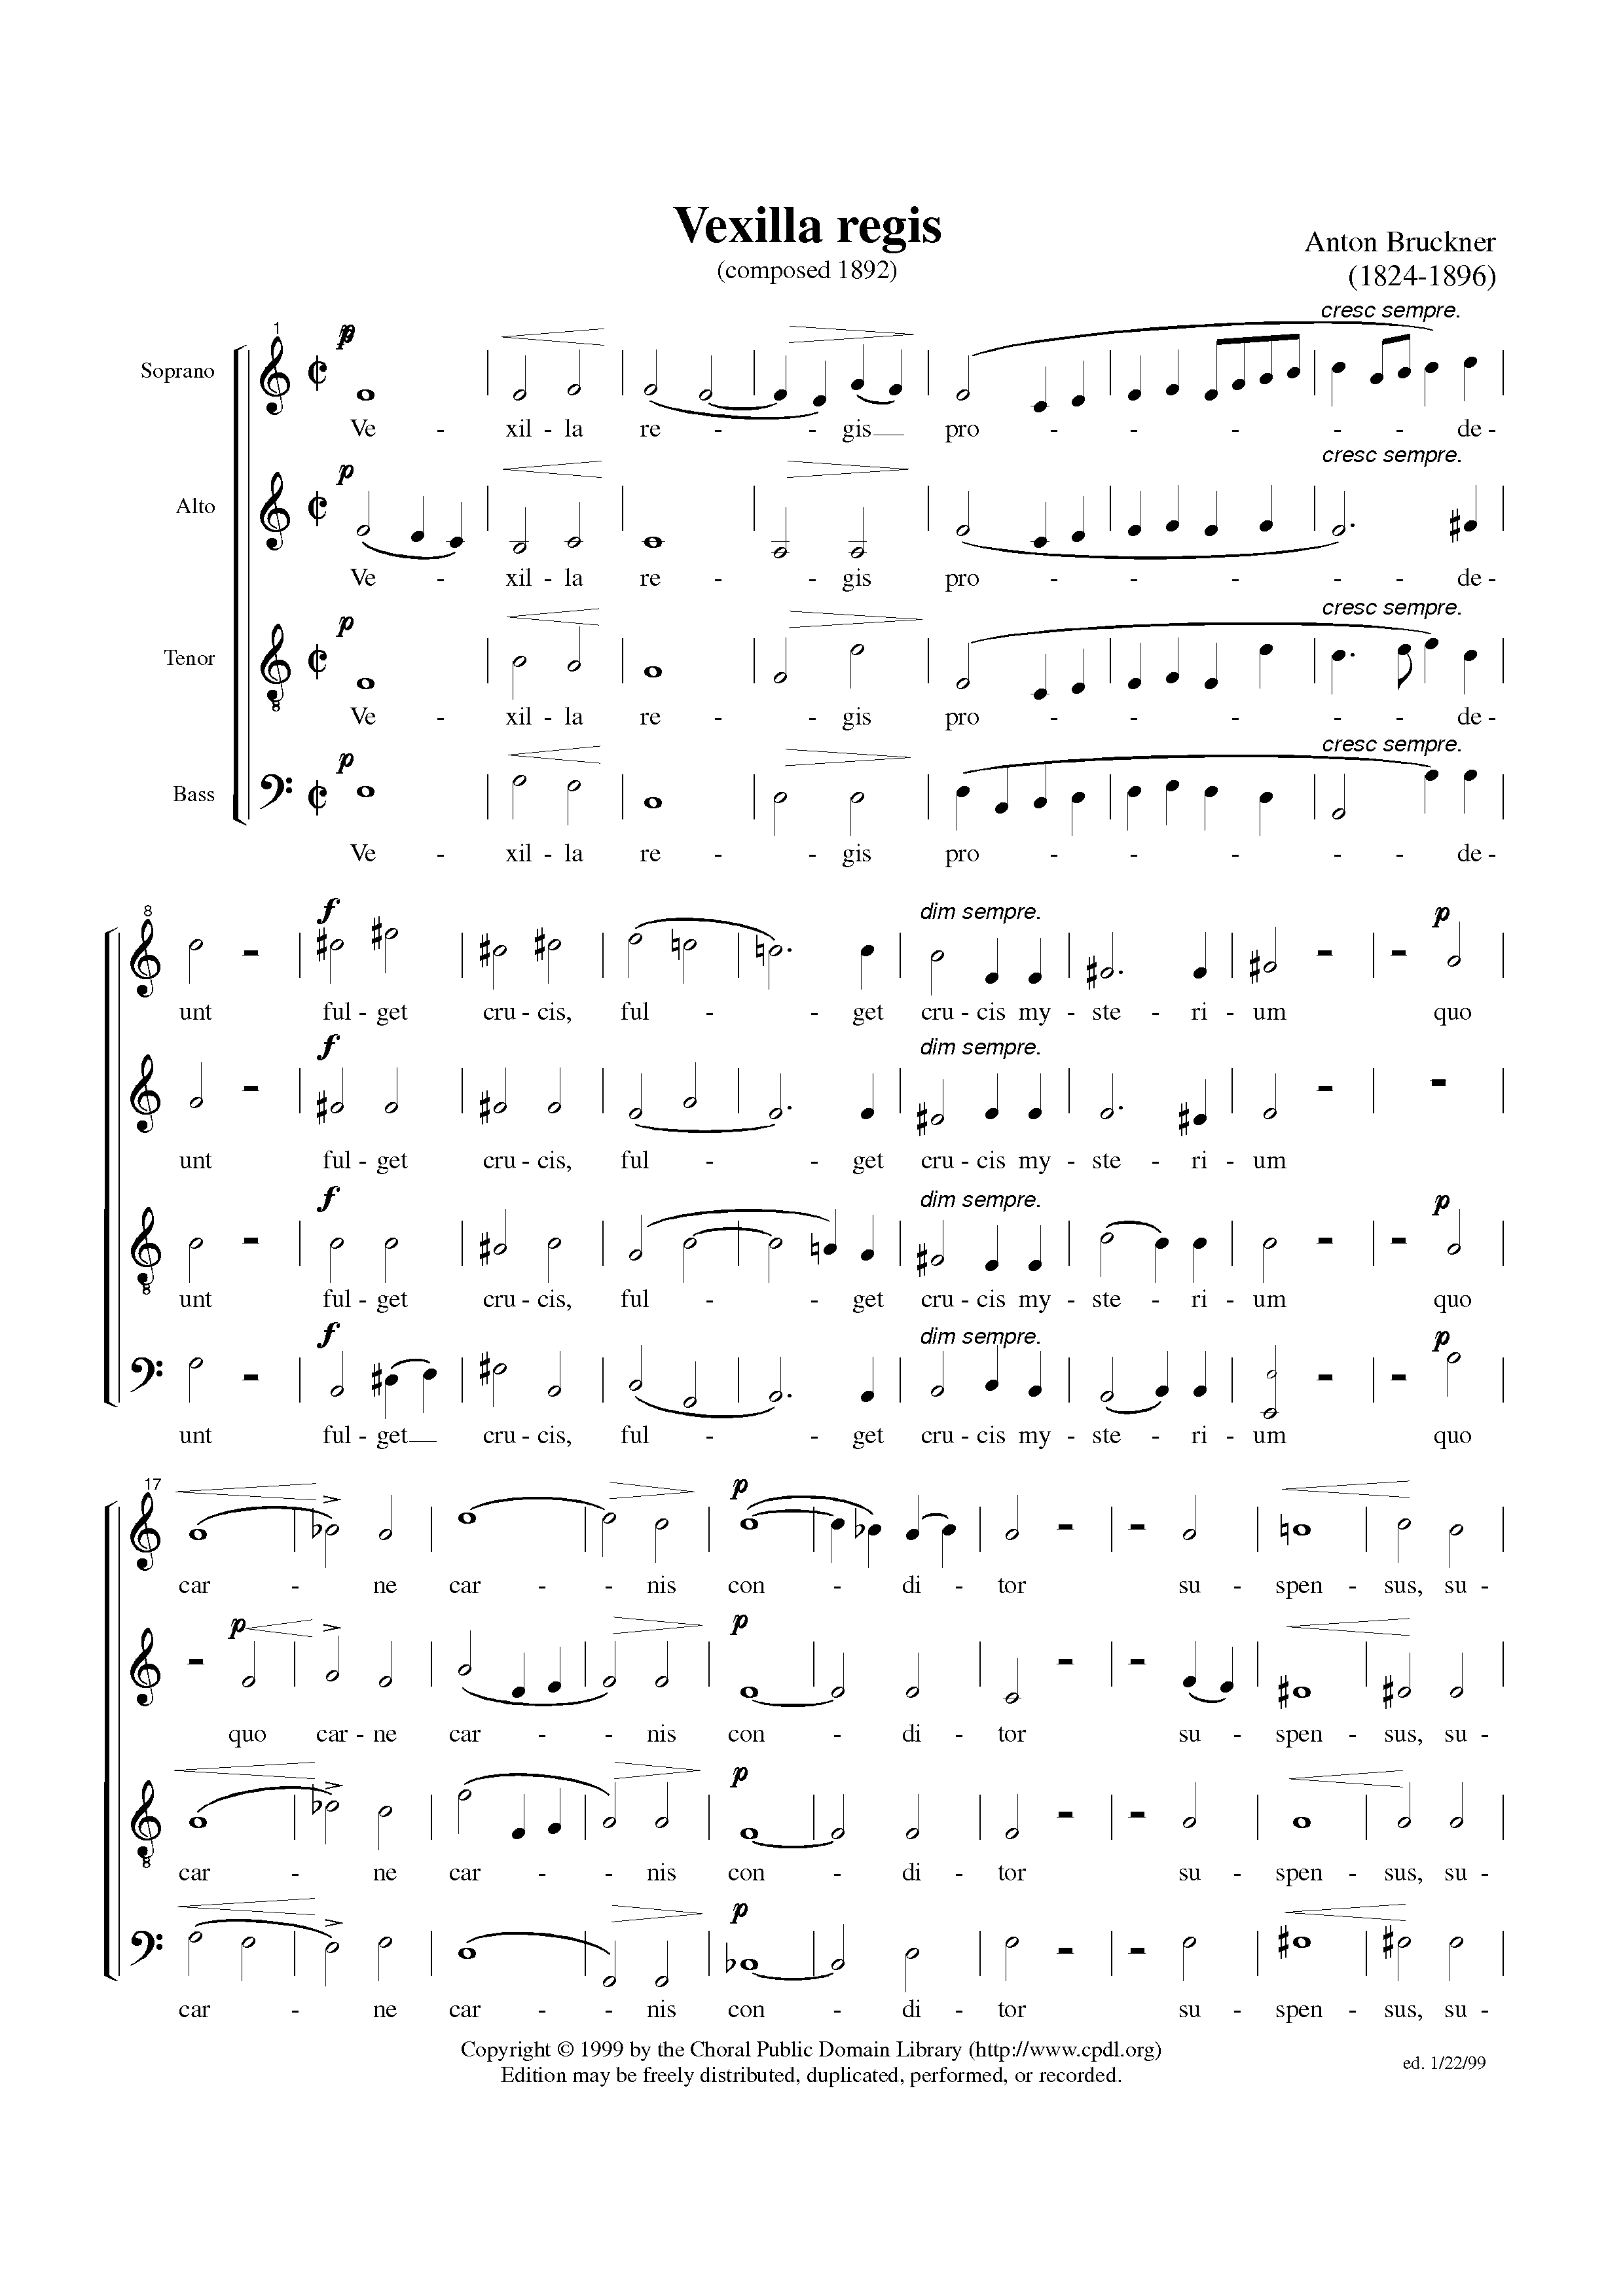 Vexilla regis
(composed 1892)
Anton Bruckner
(1824-1896)
cresc sempre.
1
p
Soprano
Ve - xil - la re - - gis pro - - - - - - de -
cresc sempre.
p
Alto
Ve - xil - la re - - gis pro - - - - - - de -
cresc sempre.
p
Tenor
8
Ve - xil - la re - - gis pro - - - - - - de -
cresc sempre.
p
Bass
Ve - xil - la re - - gis pro - - - - - - de -
8
f dim sempre. p
unt ful - get cru - cis, ful - - get cru - cis my - ste - ri - um quo
f dim sempre.
unt ful - get cru - cis, ful - - get cru - cis my - ste - ri - um
f dim sempre. p
8
unt ful - get cru - cis, ful - - get cru - cis my - ste - ri - um quo
f dim sempre. p
unt ful - get cru - cis, ful - - get cru - cis my - ste - ri - um quo
17
p
car - ne car - - nis con - di - tor su - spen - sus, su -
p p
quo car - ne car - - nis con - di - tor su - spen - sus, su -
p
8
car - ne car - - nis con - di - tor su - spen - sus, su -
p
car - ne car - - nis con - di - tor su - spen - sus, su -
Copyright © 1999 by the Choral Public Domain Library (http://www.cpdl.org)
Edition may be freely distributed, duplicated, performed, or recorded.
ed. 1/22/99